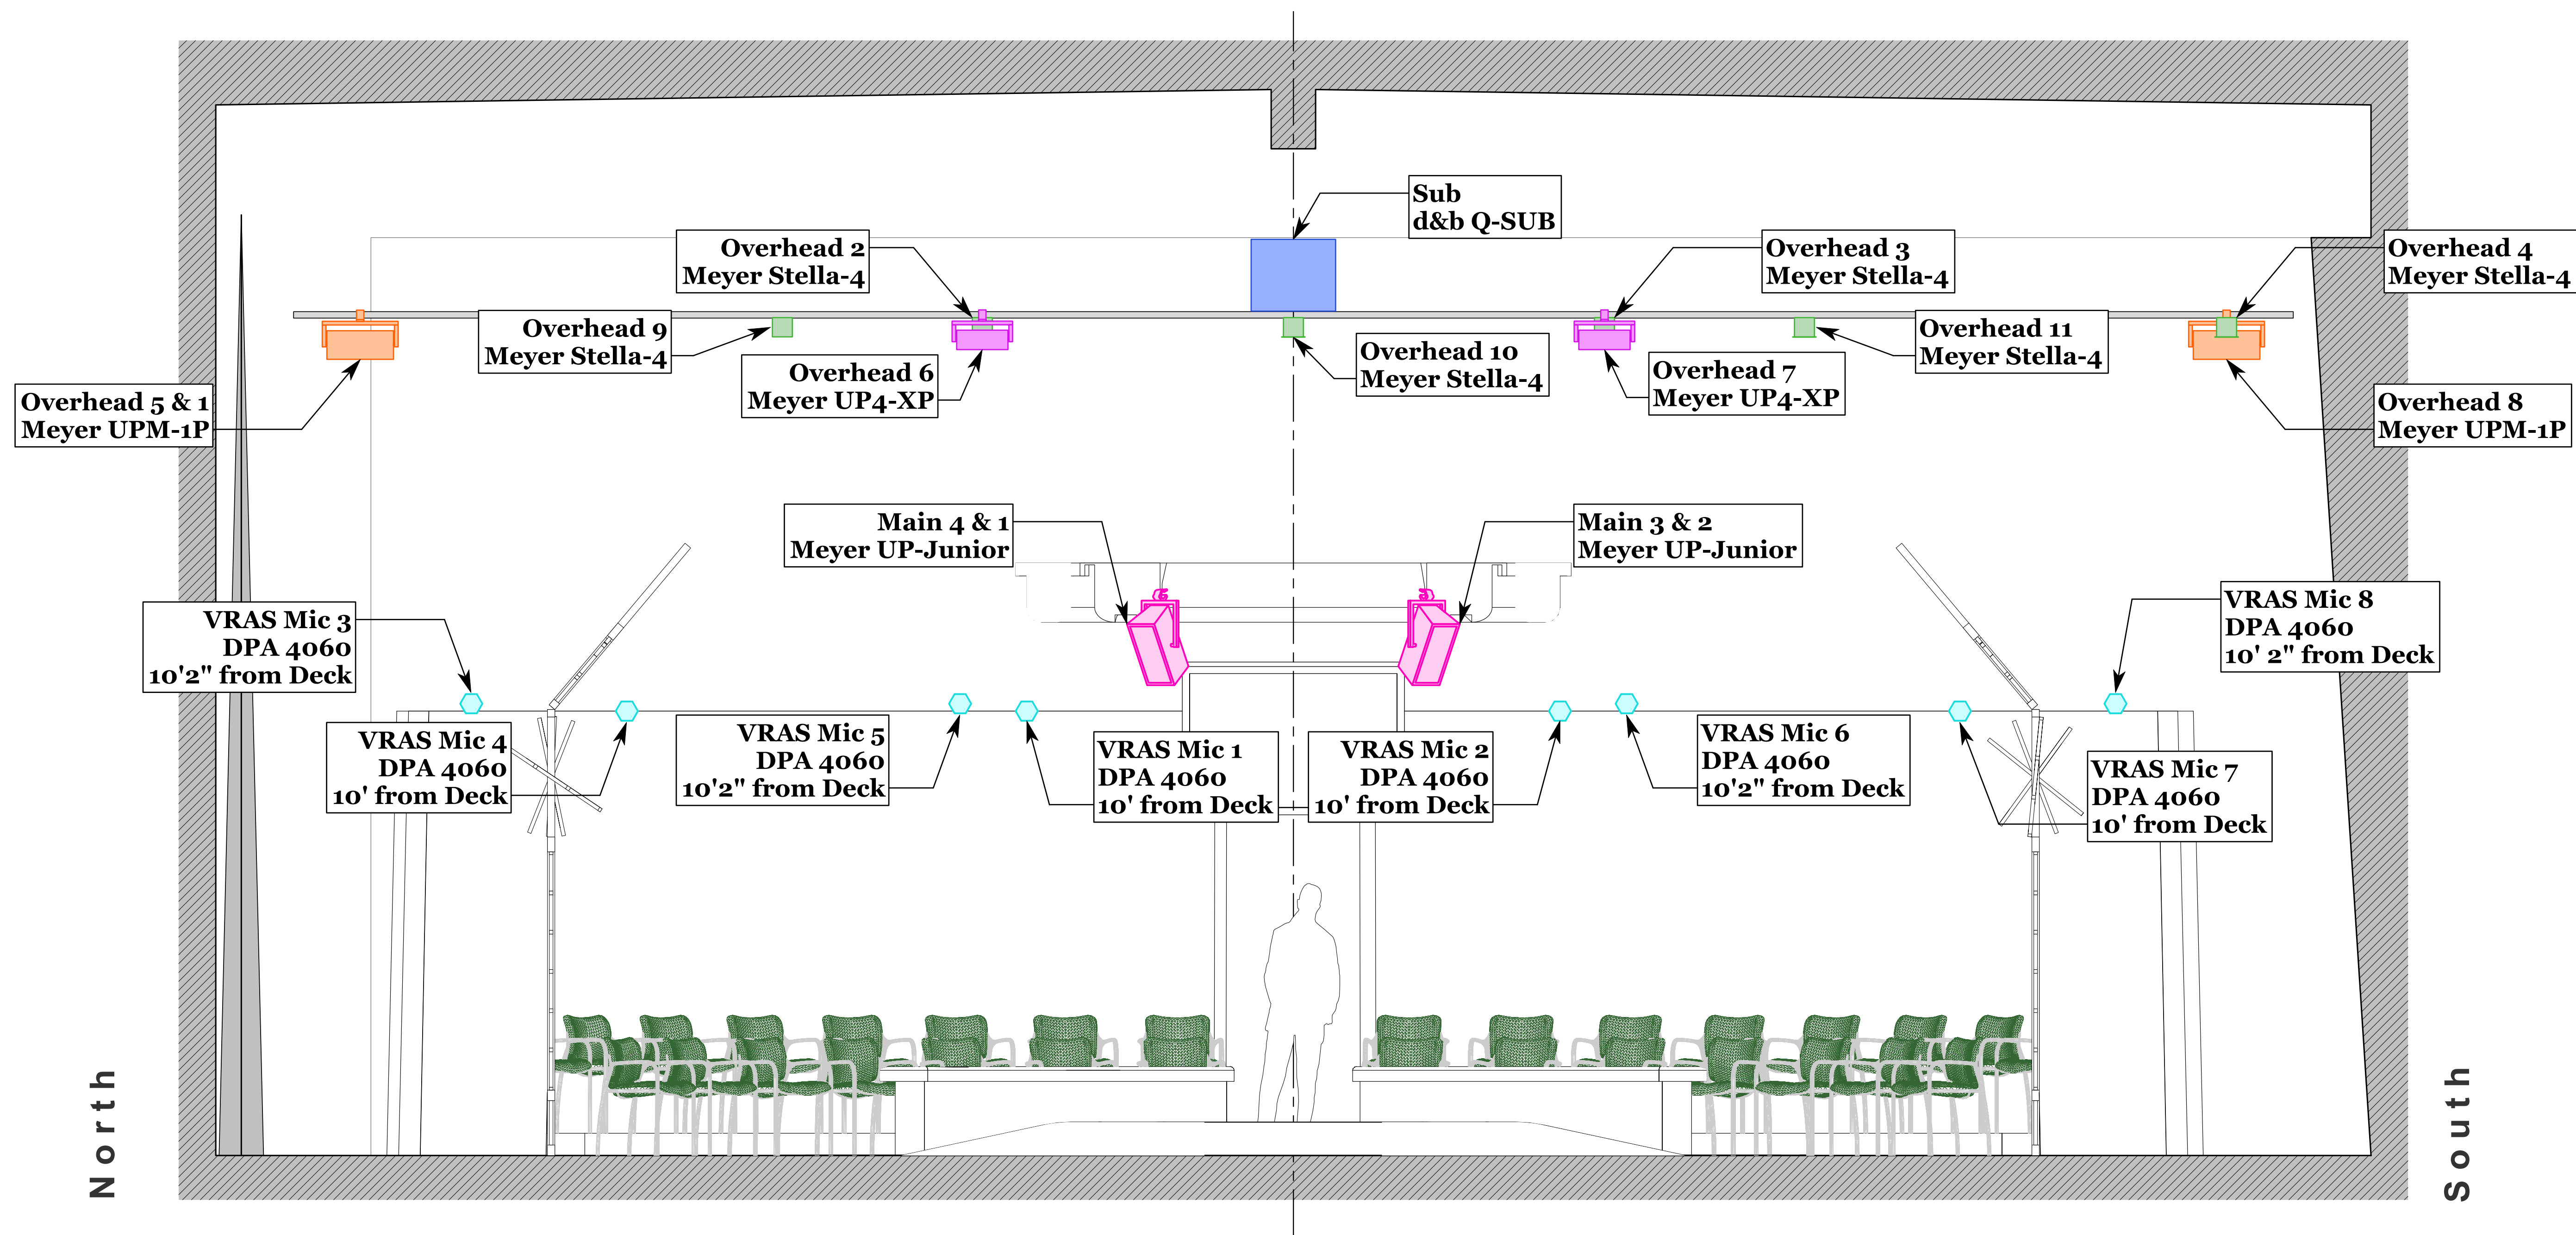 Sub
d&b Q-SUB
Overhead 2
Meyer Stella-4
Overhead 3
Meyer Stella-4
Overhead 4
Meyer Stella-4
Overhead 9
Meyer Stella-4
Overhead 10
Meyer Stella-4
Overhead 11
Meyer Stella-4
Overhead 5 & 1
Meyer UPM-1P
Overhead 6
Meyer UP4-XP
Overhead 7
Meyer UP4-XP
Overhead 8
Meyer UPM-1P
Main 4 & 1
Meyer UP-Junior
Main 3 & 2
Meyer UP-Junior
VRAS Mic 3
DPA 4060
10'2" from Deck
VRAS Mic 8
DPA 4060
10' 2" from Deck
VRAS Mic 4
DPA 4060
10' from Deck
VRAS Mic 5
DPA 4060
10'2" from Deck
VRAS Mic 1
DPA 4060
10' from Deck
VRAS Mic 2
DPA 4060
10' from Deck
VRAS Mic 6
DPA 4060
10'2" from Deck
VRAS Mic 7
DPA 4060
10' from Deck
North
South